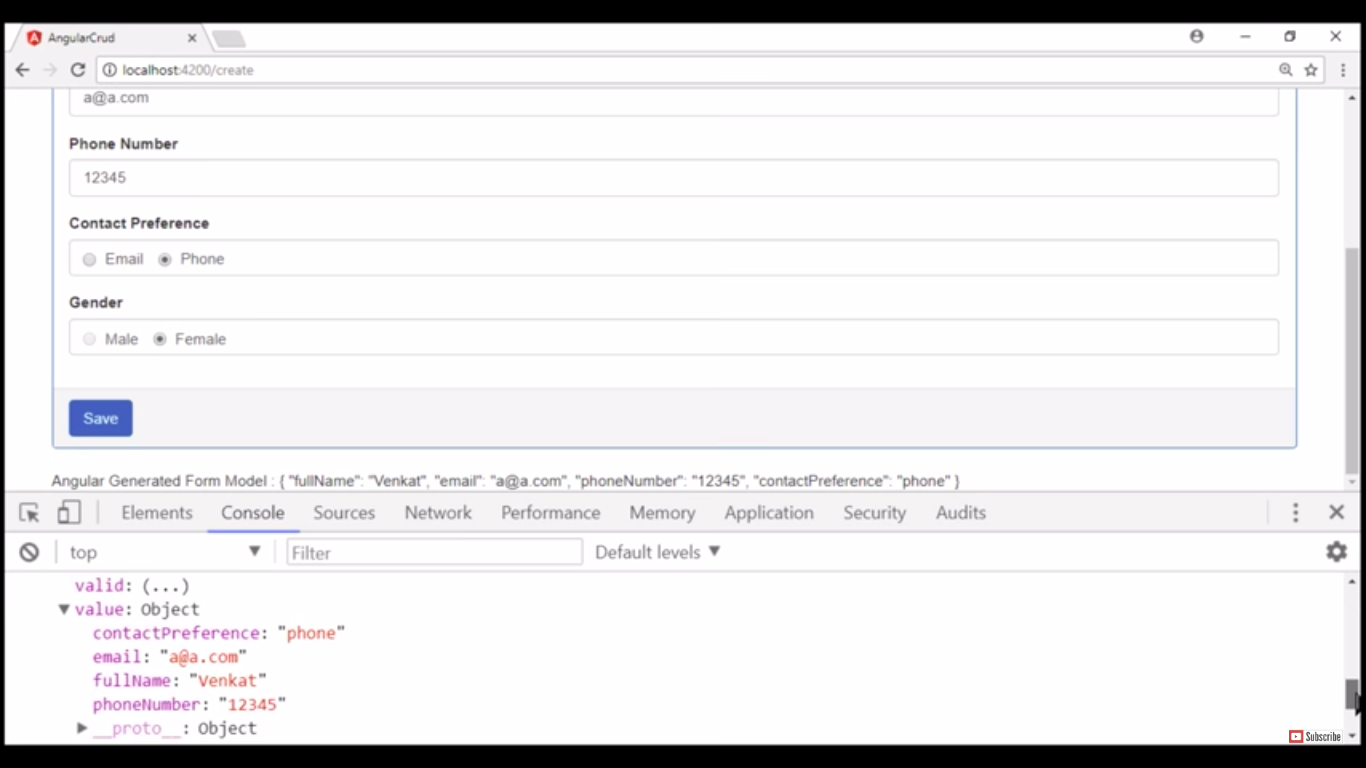 AngularCrud
localhost:4200/create
a@a.com
Phone Number
12345
Contact Preference
Email Phone
Gender
Male Female
Save
Angular Generated Form Model : { "fullName": "Venkat", "email": "a@a.com", "phoneNumber": "12345", "contactPreference": "phone" }
Elements Console Sources Network Performance Memory Application Security Audits
top Filter Default levels
valid: (...)
value: Object
contactPreference: "phone"
email: "a@a.com"
fullName: "Venkat"
phoneNumber: "12345"
__proto__: Object
Subscribe